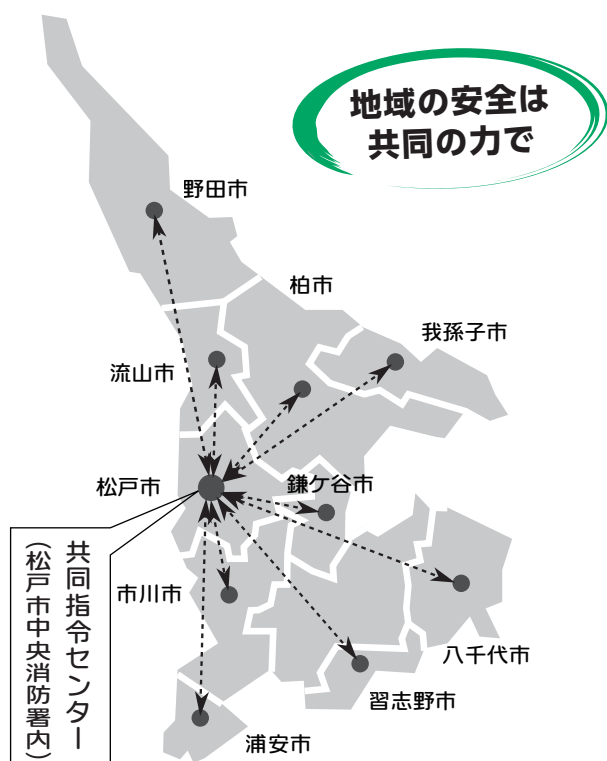 地域の安全は
共同の力で
野田市
柏市
我孫子市
流山市
松戸市
鎌ケ谷市
共同指令センター
（松戸市中央消防署内）
市川市
八千代市
習志野市
浦安市